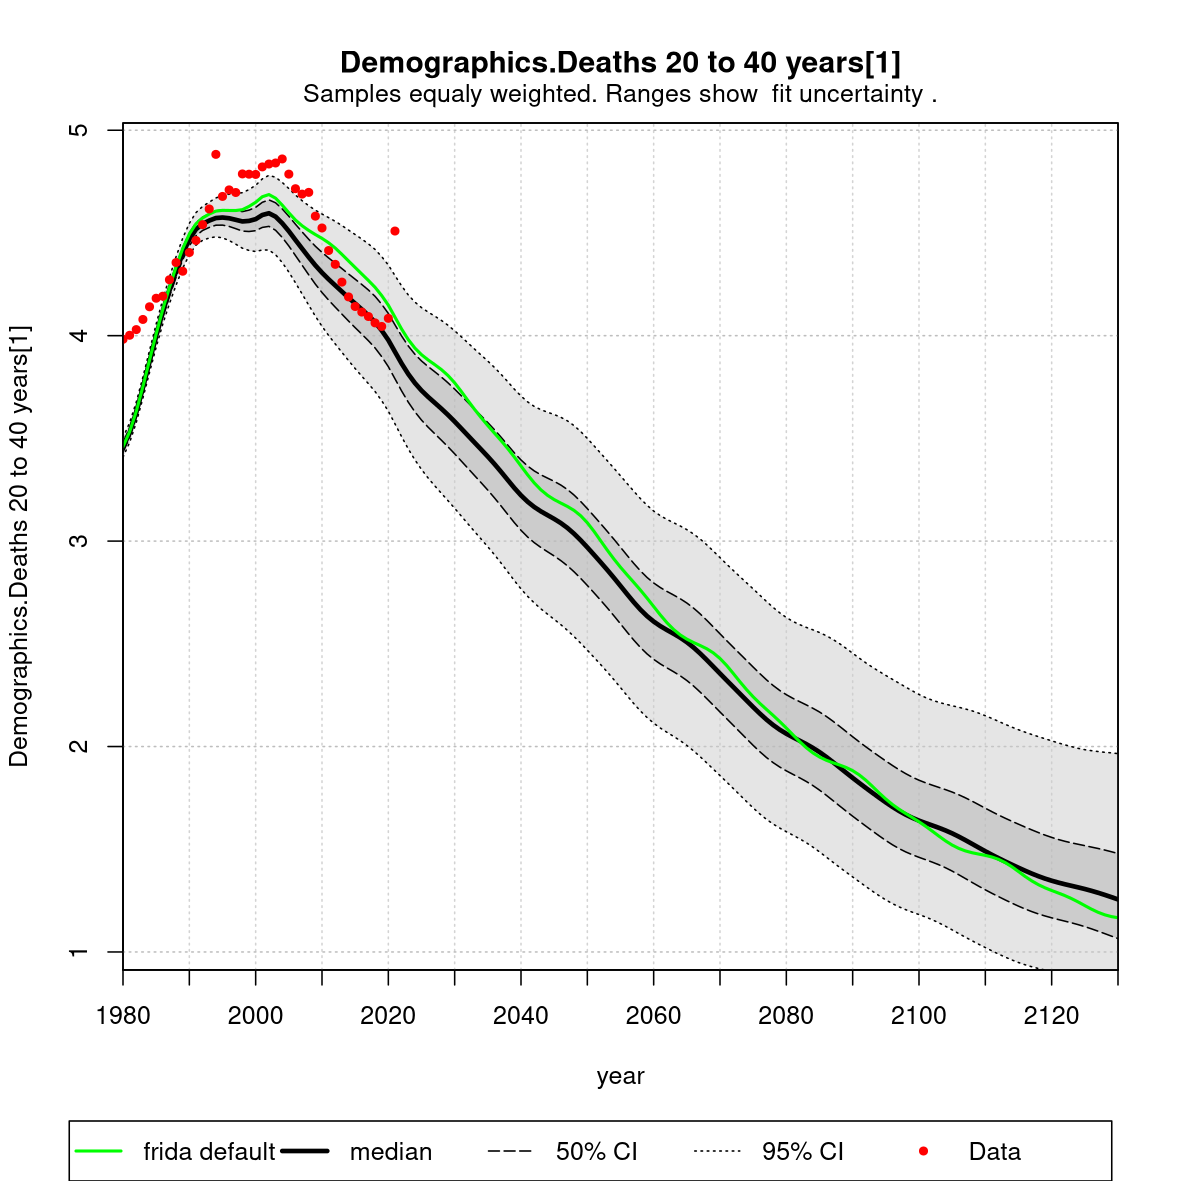 Demographics.Deaths 20 to 40 years[1]
Samples equaly weighted. Ranges show  fit uncertainty .
Demographics.Deaths 20 to 40 years[1]
5
4
3
2
1
1980 2000 2020 2040 2060 2080 2100 2120
year
frida default median 50% CI 95% CI Data